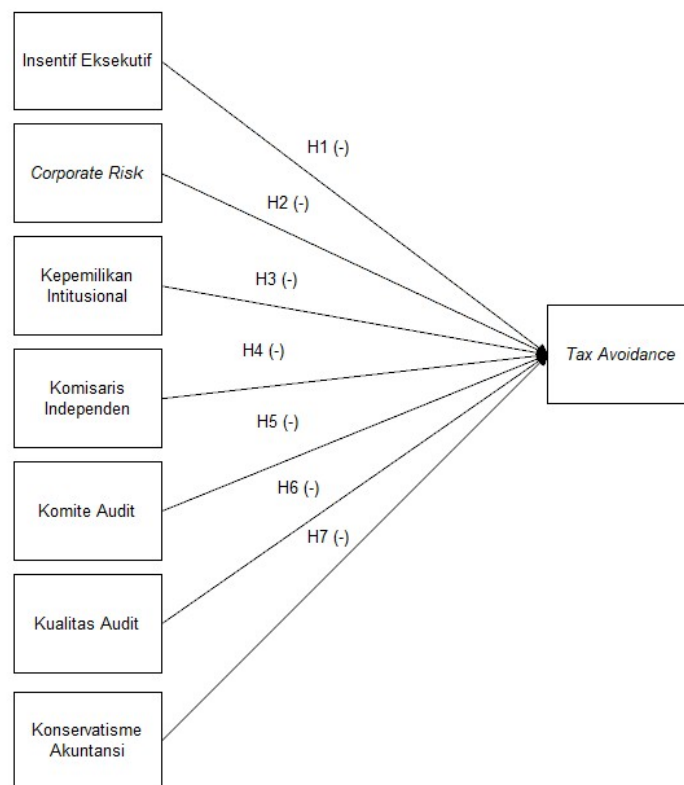 Insentif Eksekutif
H1 (-)
Corporate Risk
H2 (-)
Kepemilikan
Intitusional
H3 (-)
Tax Avoidance
H4 (-)
Komisaris
Independen
H5 (-)
Komite Audit
H6 (-)
H7 (-)
Kualitas Audit
Konservatisme
Akuntansi